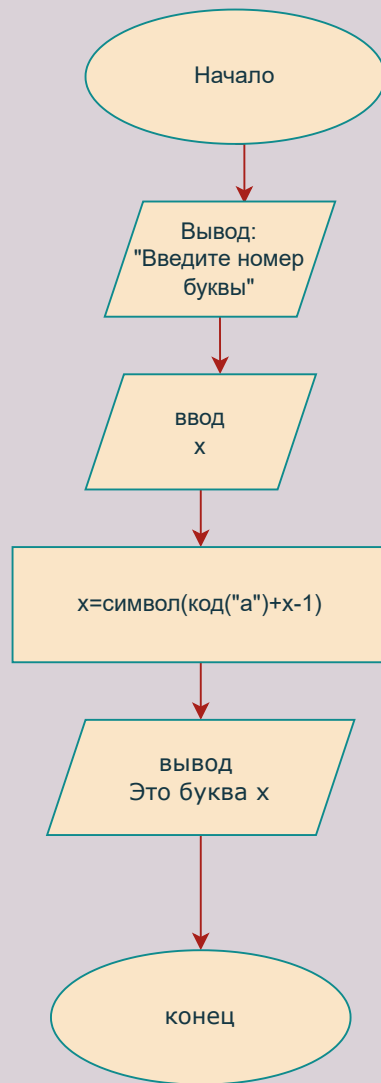 Начало
Вывод:
"Введите номер
буквы"
ввод
x
x=символ(код("а")+x-1)
вывод
Это буква x
конец